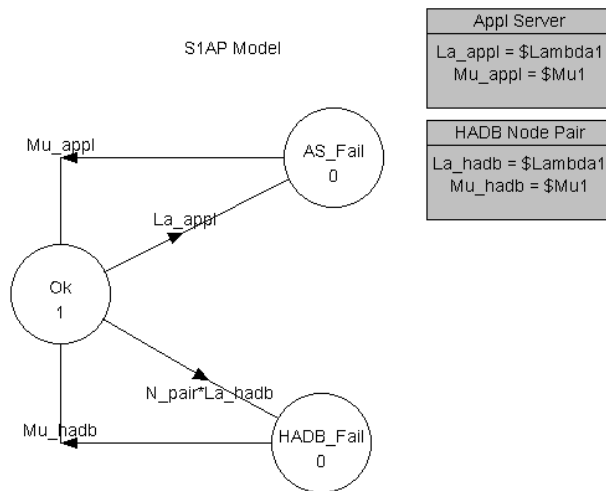 S1AP Model
Appl Server
La_appl = $Lambda1
Mu_appl = $Mu1
HADB Node Pair
La_hadb = $Lambda1
Mu_hadb = $Mu1
Mu_appl
AS_Fail
0
La_appl
Ok
1
N_pair*La_hadb
Mu_hadb
HADB_Fail
0